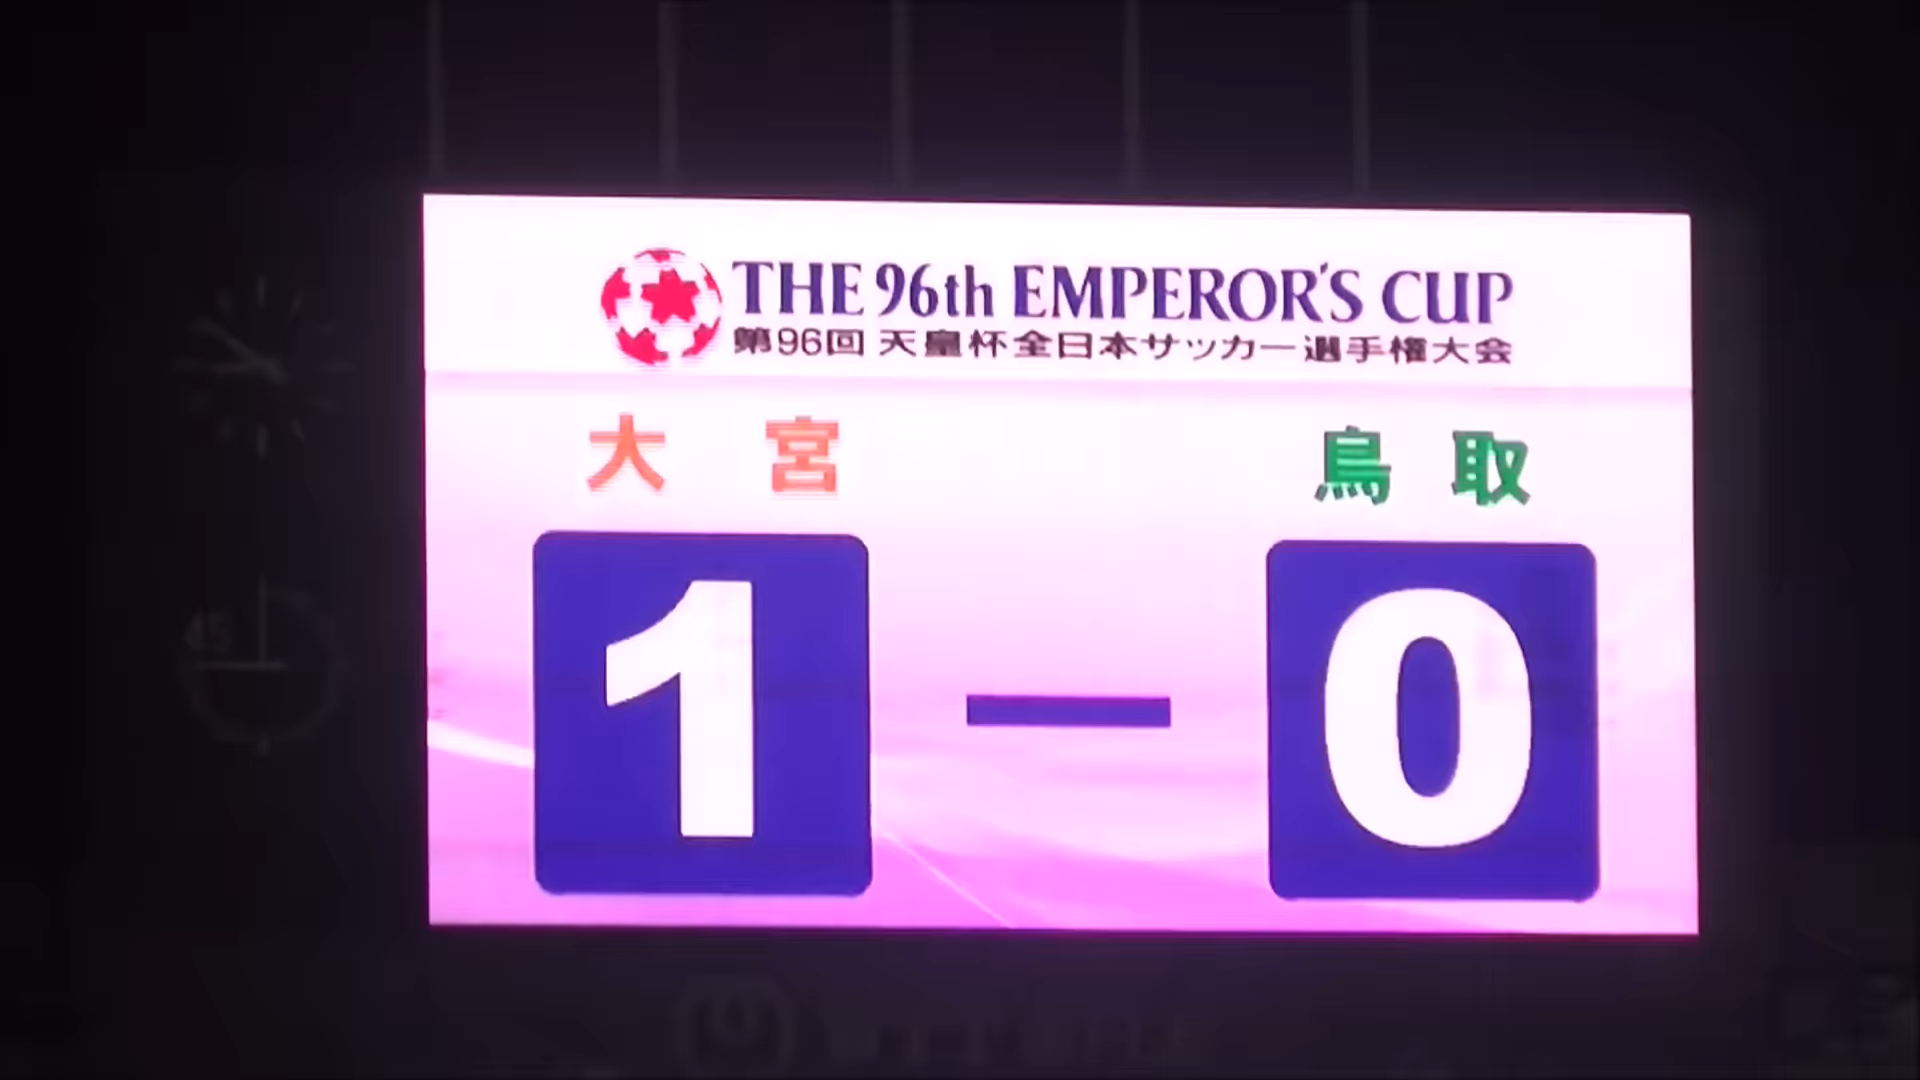 THE 96th EMPEROR'S CUP
第96回 天皇杯全日本サッカー選手権大会
大宮 鳥取
1 — 0
45